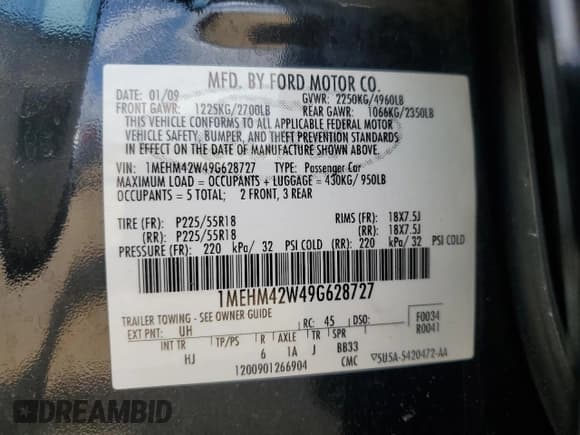 MFD. BY FORD MOTOR CO.
DATE: 01/09 GVWR: 2250KG/4960LB
FRONT GAWR: 1225KG/2700LB REAR GAWR: 1066KG/2350LB
THIS VEHICLE CONFORMS TO ALL APPLICABLE FEDERAL MOTOR
VEHICLE SAFETY, BUMPER, AND THEFT PREVENTION STANDARDS
IN EFFECT ON THE DATE OF MANUFACTURE SHOWN ABOVE.
VIN: 1MEHM42W49G628727 TYPE: Passenger Car
MAXIMUM LOAD = OCCUPANTS + LUGGAGE = 430KG/ 950LB
OCCUPANTS = 5 TOTAL; 2 FRONT, 3 REAR
TIRE (FR): P225/55R18 RIMS (FR): 18X7.5J
(RR): P225/55R18 (RR): 18X7.5J
PRESSURE (FR): 220 kPa/ 32 PSI COLD (RR): 220 kPa/ 32 PSI COLD
1MEHM42W49G628727
TRAILER TOWING - SEE OWNER GUIDE F0034
EXT PNT: UH RC: 45 DSO: R0041
INT TR TP/PS R AXLE TR SPR
HJ 6 1A J BB33
1200901266904 CMC 5U5A-5420472-AA
DREAMBID